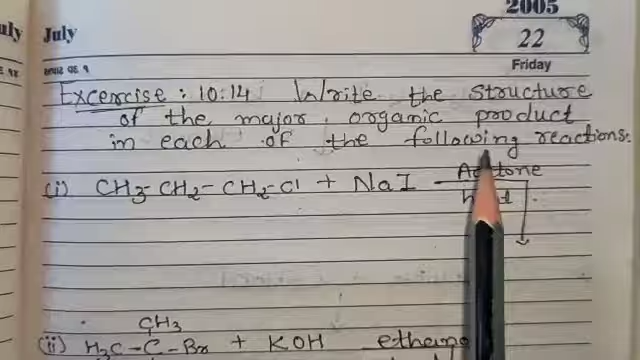 2005
July
22
Friday
Excercise : 10.14 Write the structure
of the major organic product
in each of the following reactions.
(i) CH3-CH2-CH2-Cl + NaI Acetone
CH3
(ii) H3C-C-Br + KOH